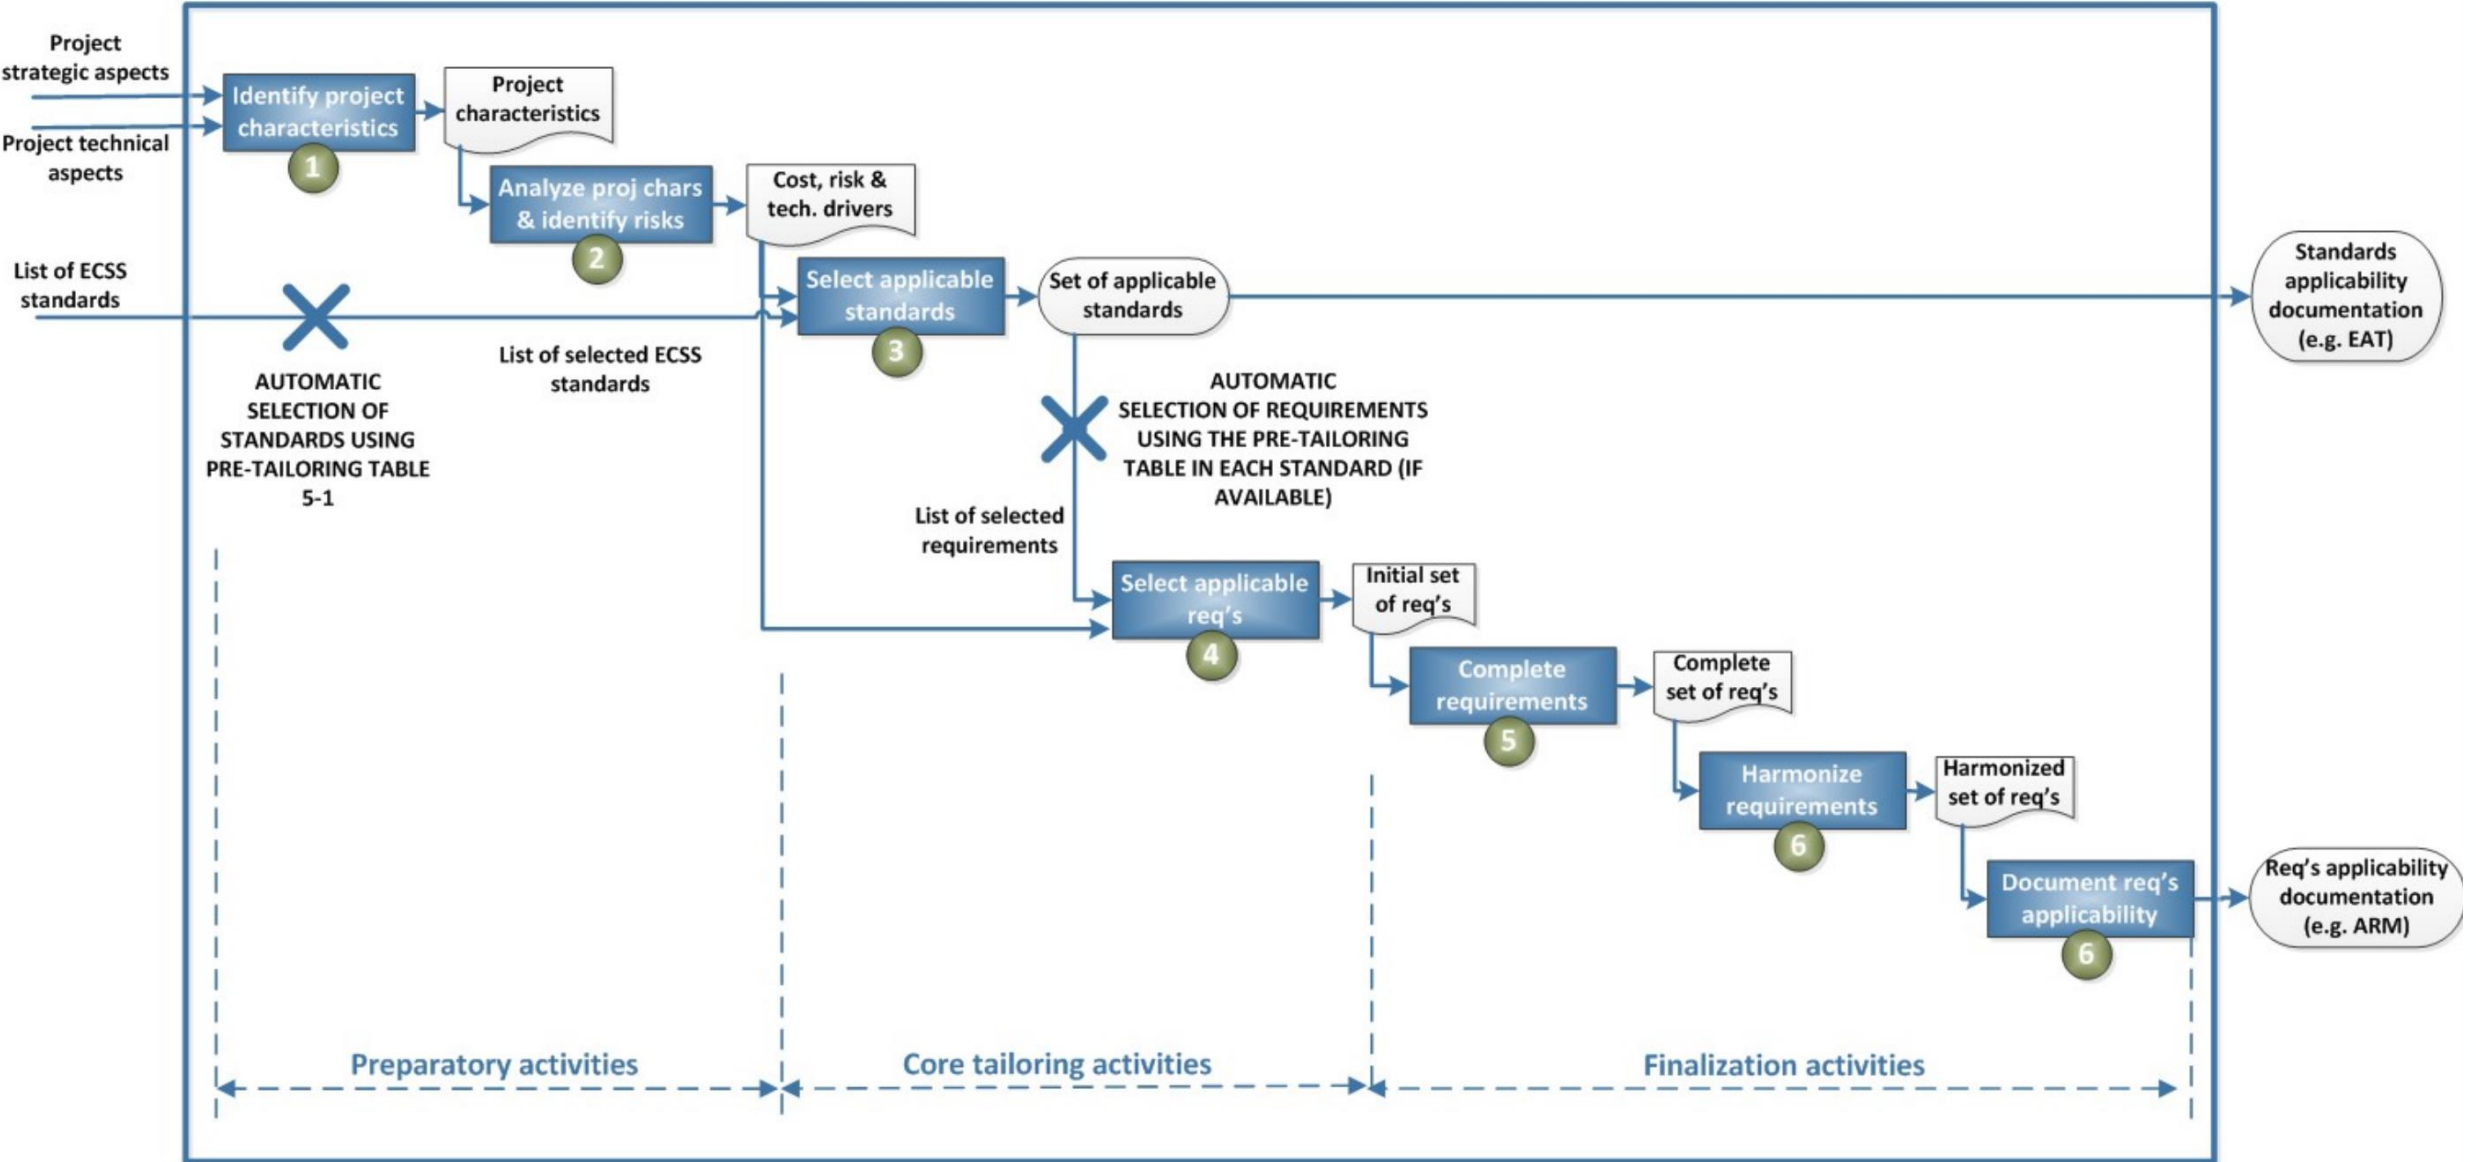 Project
strategic aspects
Project technical
aspects
Identify project
characteristics
1
Project
characteristics
Analyze proj chars
& identify risks
2
Cost, risk &
tech. drivers
List of ECSS
standards
AUTOMATIC
SELECTION OF
STANDARDS USING
PRE-TAILORING TABLE
5-1
List of selected ECSS
standards
Select applicable
standards
3
Set of applicable
standards
Standards
applicability
documentation
(e.g. EAT)
AUTOMATIC
SELECTION OF REQUIREMENTS
USING THE PRE-TAILORING
TABLE IN EACH STANDARD (IF
AVAILABLE)
List of selected
requirements
Select applicable
req's
4
Initial set
of req's
Complete
requirements
5
Complete
set of req's
Harmonize
requirements
6
Harmonized
set of req's
Document req's
applicability
6
Req's applicability
documentation
(e.g. ARM)
Preparatory activities
Core tailoring activities
Finalization activities